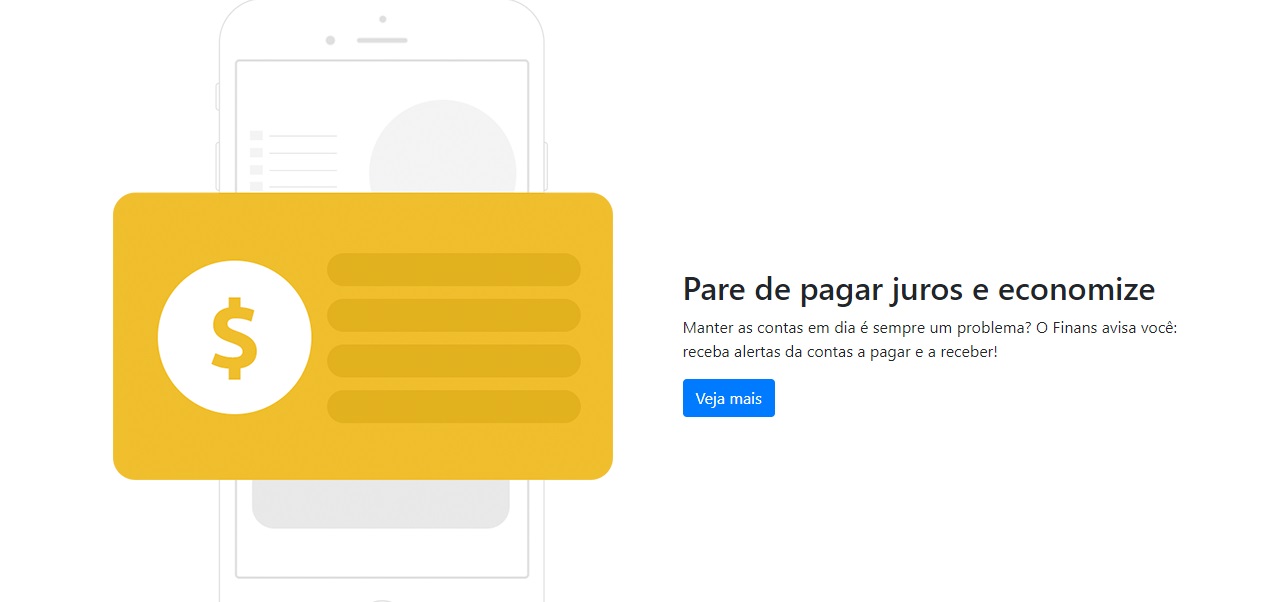 $
Pare de pagar juros e economize
Manter as contas em dia é sempre um problema? O Finans avisa você:
receba alertas da contas a pagar e a receber!
Veja mais